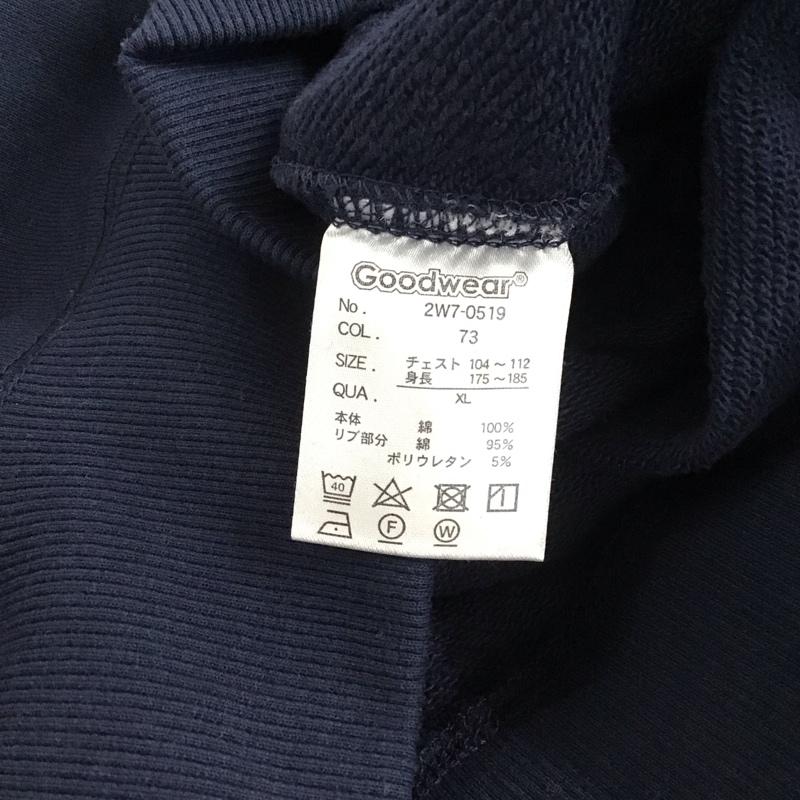 Goodwear®
No. 2W7-0519
COL. 73
SIZE. チェスト 104～112
身長 175～185
QUA. XL
本体 綿 100%
リブ部分 綿 95%
ポリウレタン 5%
40
F W